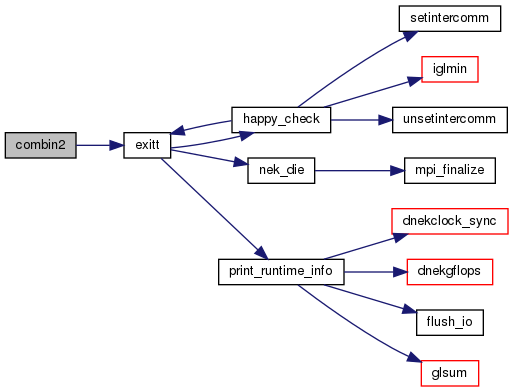 setintercomm
iglmin
happy_check
unsetintercomm
combin2
exitt
nek_die
mpi_finalize
dnekclock_sync
print_runtime_info
dnekgflops
flush_io
glsum